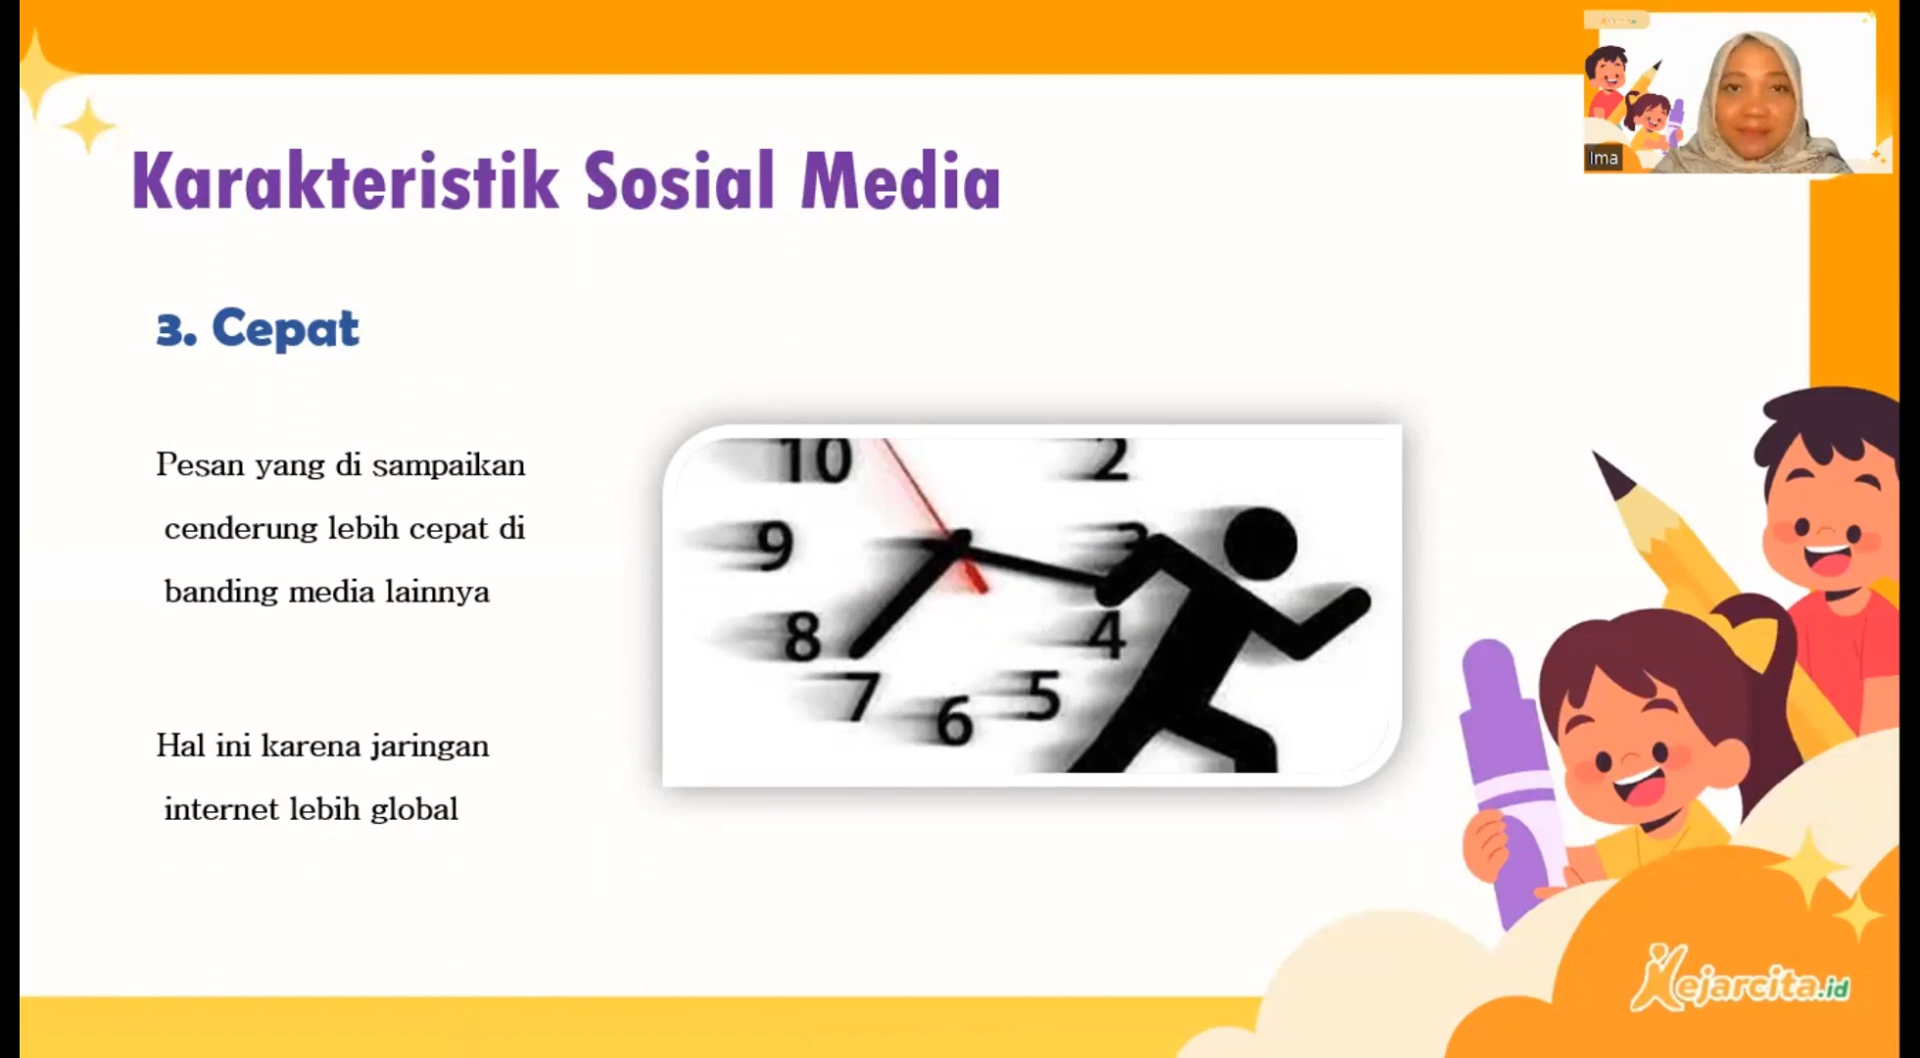 Ima
Karakteristik Sosial Media
3. Cepat
Pesan yang di sampaikan
cenderung lebih cepat di
banding media lainnya
Hal ini karena jaringan
internet lebih global
10
2
9
3
8
4
7
5
6
Kejarcita.id